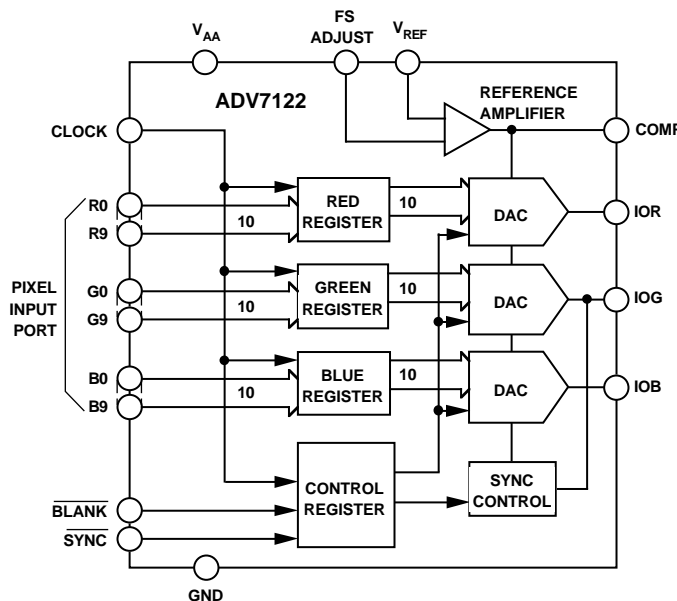 FS
ADJUST
VAA
VREF
ADV7122
REFERENCE
AMPLIFIER
CLOCK
COMP
R0
10
RED
REGISTER
10
DAC
IOR
R9
PIXEL
INPUT
PORT
G0
10
GREEN
REGISTER
10
DAC
IOG
G9
B0
10
BLUE
REGISTER
10
DAC
IOB
B9
CONTROL
REGISTER
SYNC
CONTROL
BLANK
SYNC
GND